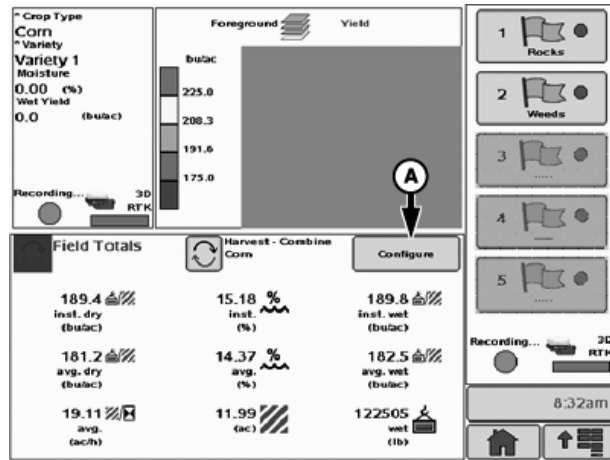 * Crop Type
Corn
* Variety
Variety 1
Moisture
0.00 (%)
Wet Yield
0.0 (bu/ac)
Recording...
3D
RTK
Foreground
Yield
bu/ac
225.0
208.3
191.6
175.0
A
1
Rocks
2
Weeds
3
.....
4
5
.....
Recording...
3D
RTK
8:32am
Field Totals
Harvest - Combine
Corn
Configure
189.4
inst. dry
(bu/ac)
15.18 %
inst.
(%)
189.8
inst. wet
(bu/ac)
181.2
avg. dry
(bu/ac)
14.37 %
avg.
(%)
182.5
avg. wet
(bu/ac)
19.11
avg.
(ac/h)
11.99
(ac)
122505
wet
(lb)